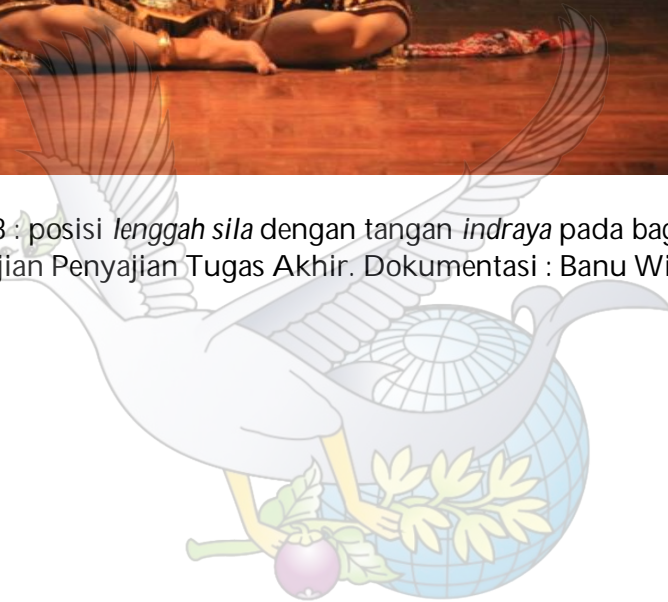 3 : posisi lenggah sila dengan tangan indraya pada bag
jian Penyajian Tugas Akhir. Dokumentasi : Banu Wi